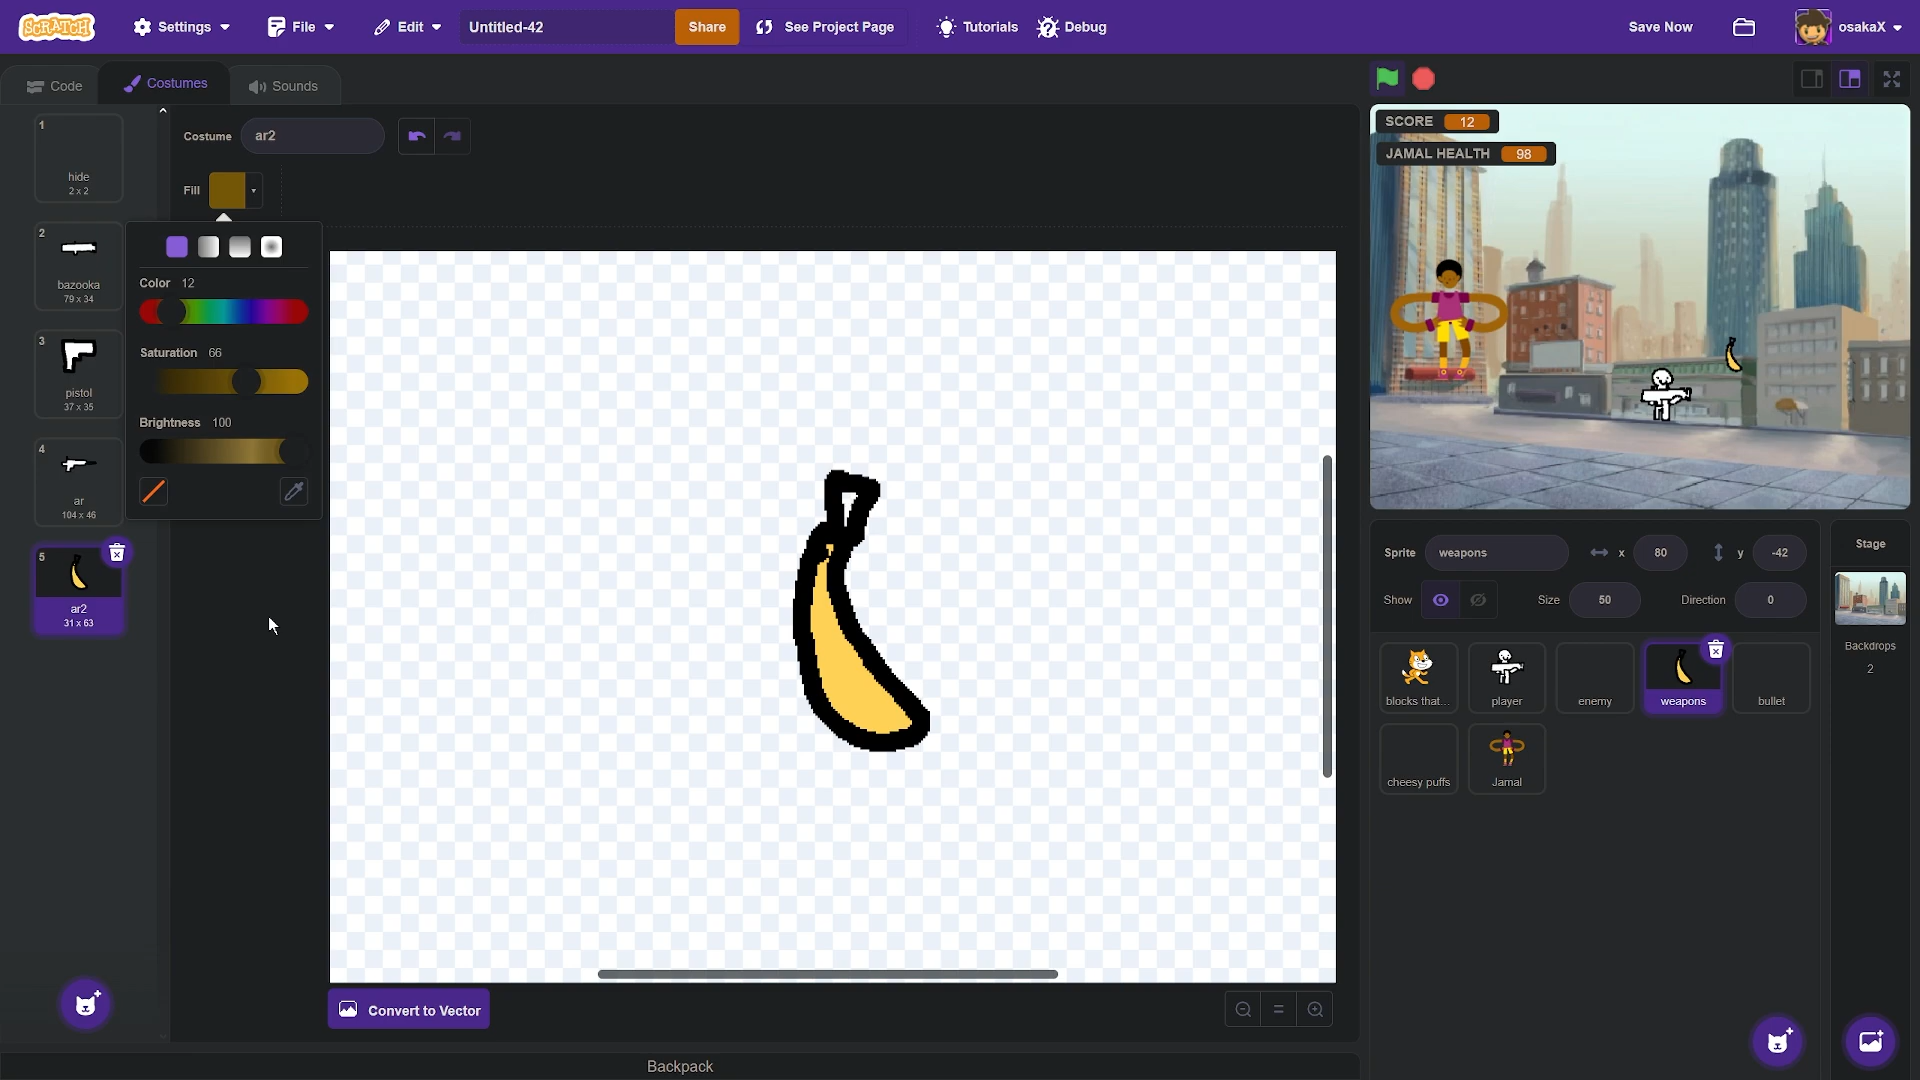 SCRATCH
Settings
File
Edit
Untitled-42
Share
See Project Page
Tutorials
Debug
Save Now
osakaX
Code
Costumes
Sounds
Costume
ar2
Fill
1
hide
2 x 2
2
bazooka
79 x 34
3
pistol
37 x 35
4
ar
104 x 46
5
ar2
31 x 63
Color 12
Saturation 66
Brightness 100
Convert to Vector
Backpack
SCORE 12
JAMAL HEALTH 98
Sprite
weapons
x
80
y
-42
Show
Size
50
Direction
0
blocks that...
player
enemy
weapons
bullet
cheesy puffs
Jamal
Stage
Backdrops
2